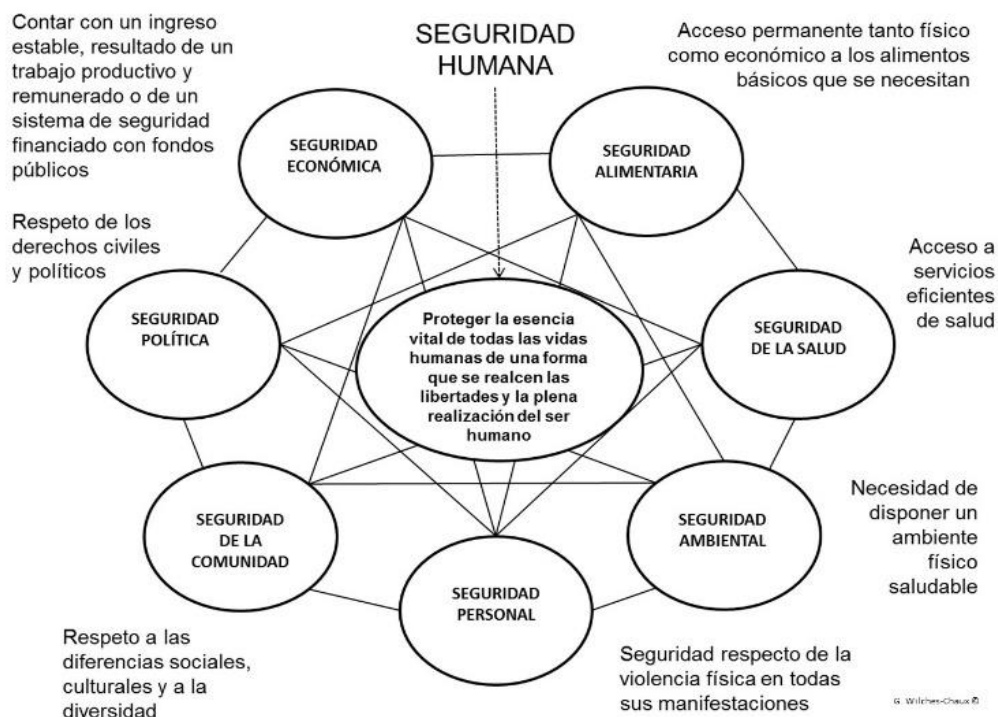 Contar con un ingreso
estable, resultado de un
trabajo productivo y
remunerado o de un
sistema de seguridad
financiado con fondos
públicos
SEGURIDAD
HUMANA
Acceso permanente tanto físico
como económico a los alimentos
básicos que se necesitan
SEGURIDAD
ECONÓMICA
SEGURIDAD
ALIMENTARIA
Respeto de los
derechos civiles
y políticos
Acceso a
servicios
eficientes
de salud
SEGURIDAD
POLÍTICA
Proteger la esencia
vital de todas las vidas
humanas de una forma
que se realcen las
libertades y la plena
realización del ser
humano
SEGURIDAD
DE LA SALUD
SEGURIDAD
DE LA
COMUNIDAD
SEGURIDAD
AMBIENTAL
Necesidad de
disponer un
ambiente
físico
saludable
SEGURIDAD
PERSONAL
Respeto a las
diferencias sociales,
culturales y a la
diversidad
Seguridad respecto de la
violencia física en todas
sus manifestaciones
G. Wilches-Chaux ©